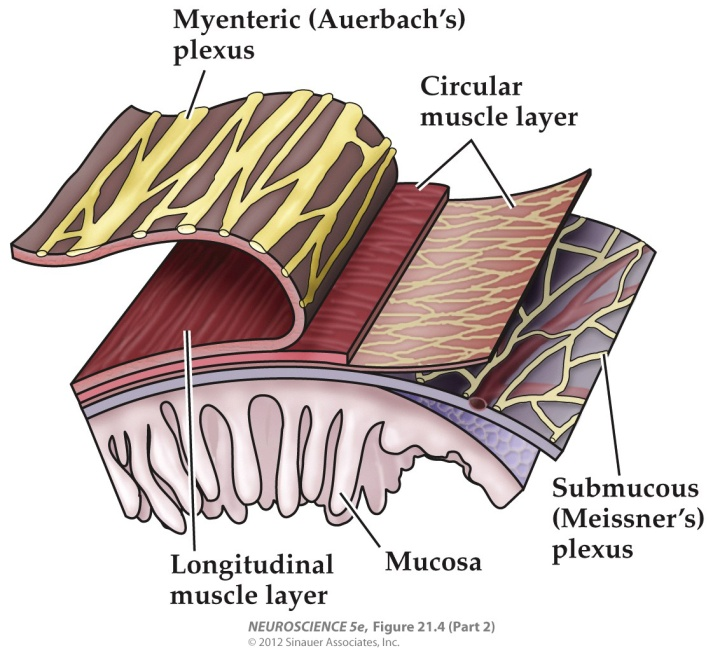 Myenteric (Auerbach's)
plexus
Circular
muscle layer
Submucous
(Meissner's)
plexus
Mucosa
Longitudinal
muscle layer
NEUROSCIENCE 5e, Figure 21.4 (Part 2)
© 2012 Sinauer Associates, Inc.